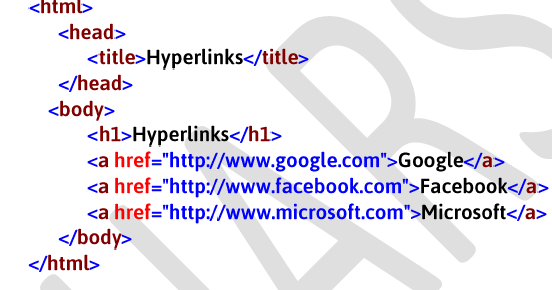 <html>
<head>
<title>Hyperlinks</title>
</head>
<body>
<h1>Hyperlinks</h1>
<a href="http://www.google.com">Google</a>
<a href="http://www.facebook.com">Facebook</a>
<a href="http://www.microsoft.com">Microsoft</a>
</body>
</html>